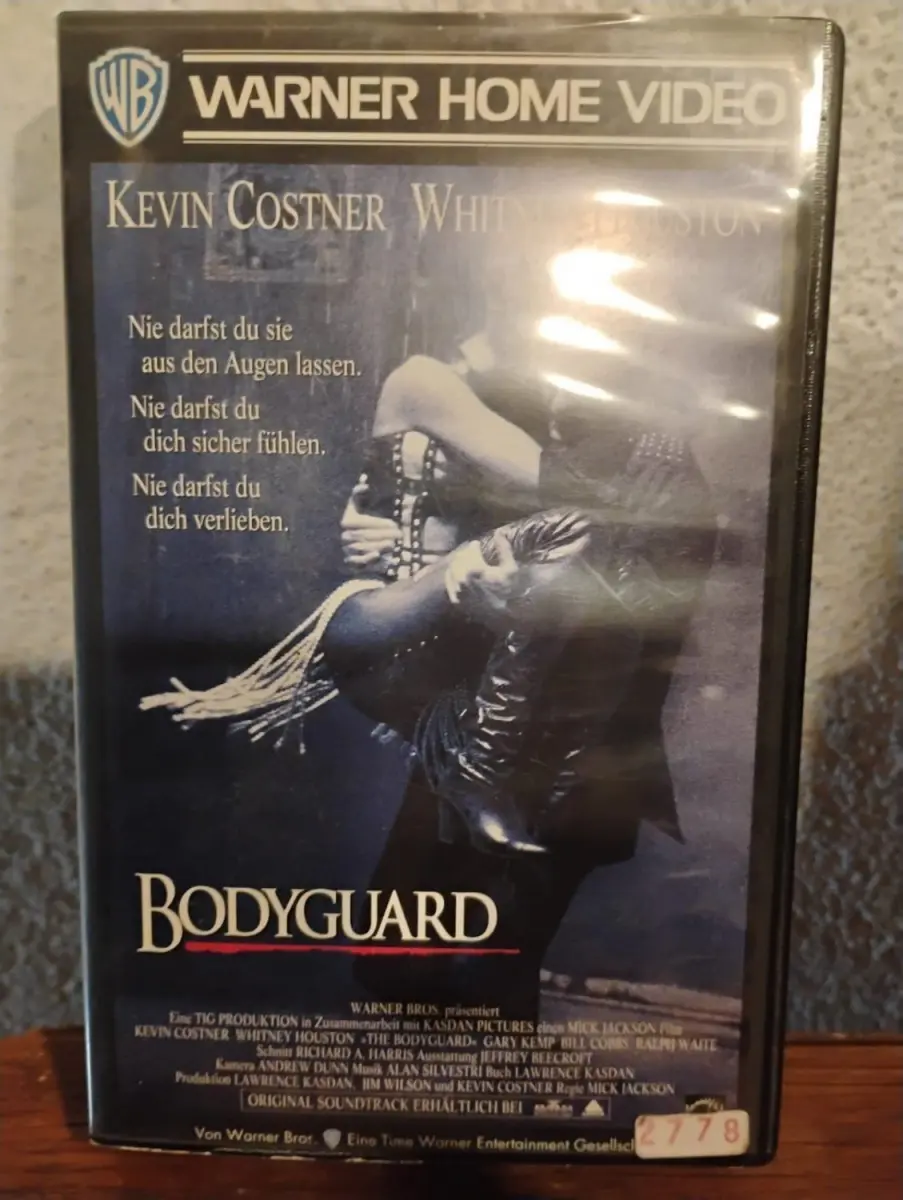 WB
WARNER HOME VIDEO
KEVIN COSTNER WHITNEY HOUSTON
Nie darfst du sie
aus den Augen lassen.
Nie darfst du
dich sicher fühlen.
Nie darfst du
dich verlieben.
BODYGUARD
WARNER BROS. präsentiert
Eine TIG PRODUKTION in Zusammenarbeit mit KASDAN PICTURES einen MICK JACKSON Film
KEVIN COSTNER WHITNEY HOUSTON »THE BODYGUARD« GARY KEMP BILL COBBS RALPH WAITE
Schnitt RICHARD A. HARRIS Ausstattung JEFFREY BEECROFT
Kamera ANDREW DUNN Musik ALAN SILVESTRI Buch LAWRENCE KASDAN
Produktion LAWRENCE KASDAN, JIM WILSON und KEVIN COSTNER Regie MICK JACKSON
ORIGINAL SOUNDTRACK ERHÄLTLICH BEI
Von Warner Bros. Eine Time Warner Entertainment Gesellsc
2778